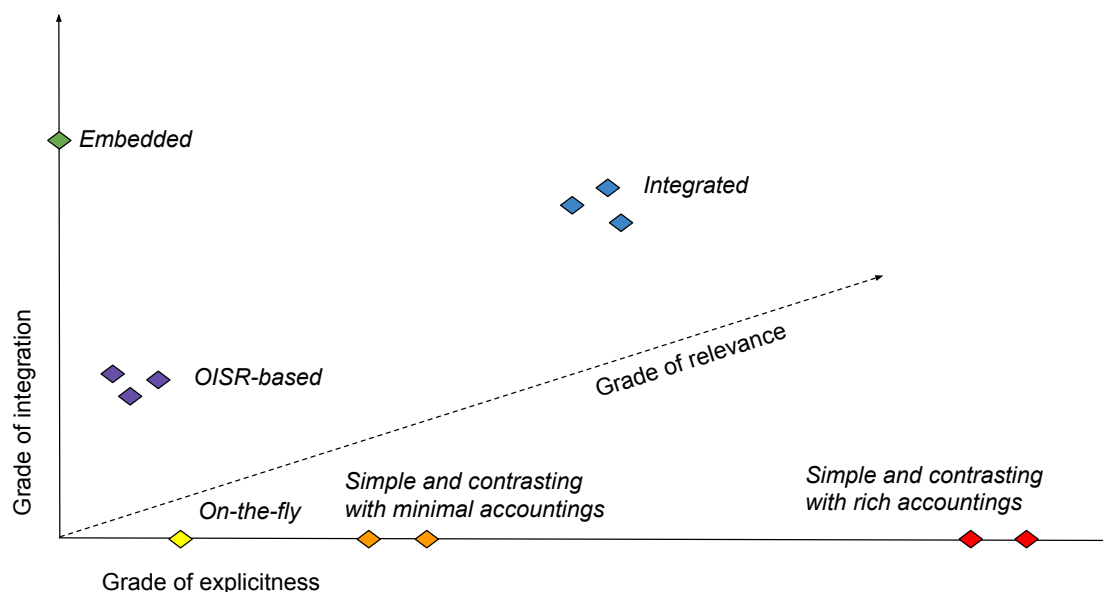 Embedded
Integrated
Grade of integration
Grade of relevance
OISR-based
Simple and contrasting
with minimal accountings
Simple and contrasting
with rich accountings
On-the-fly
Grade of explicitness